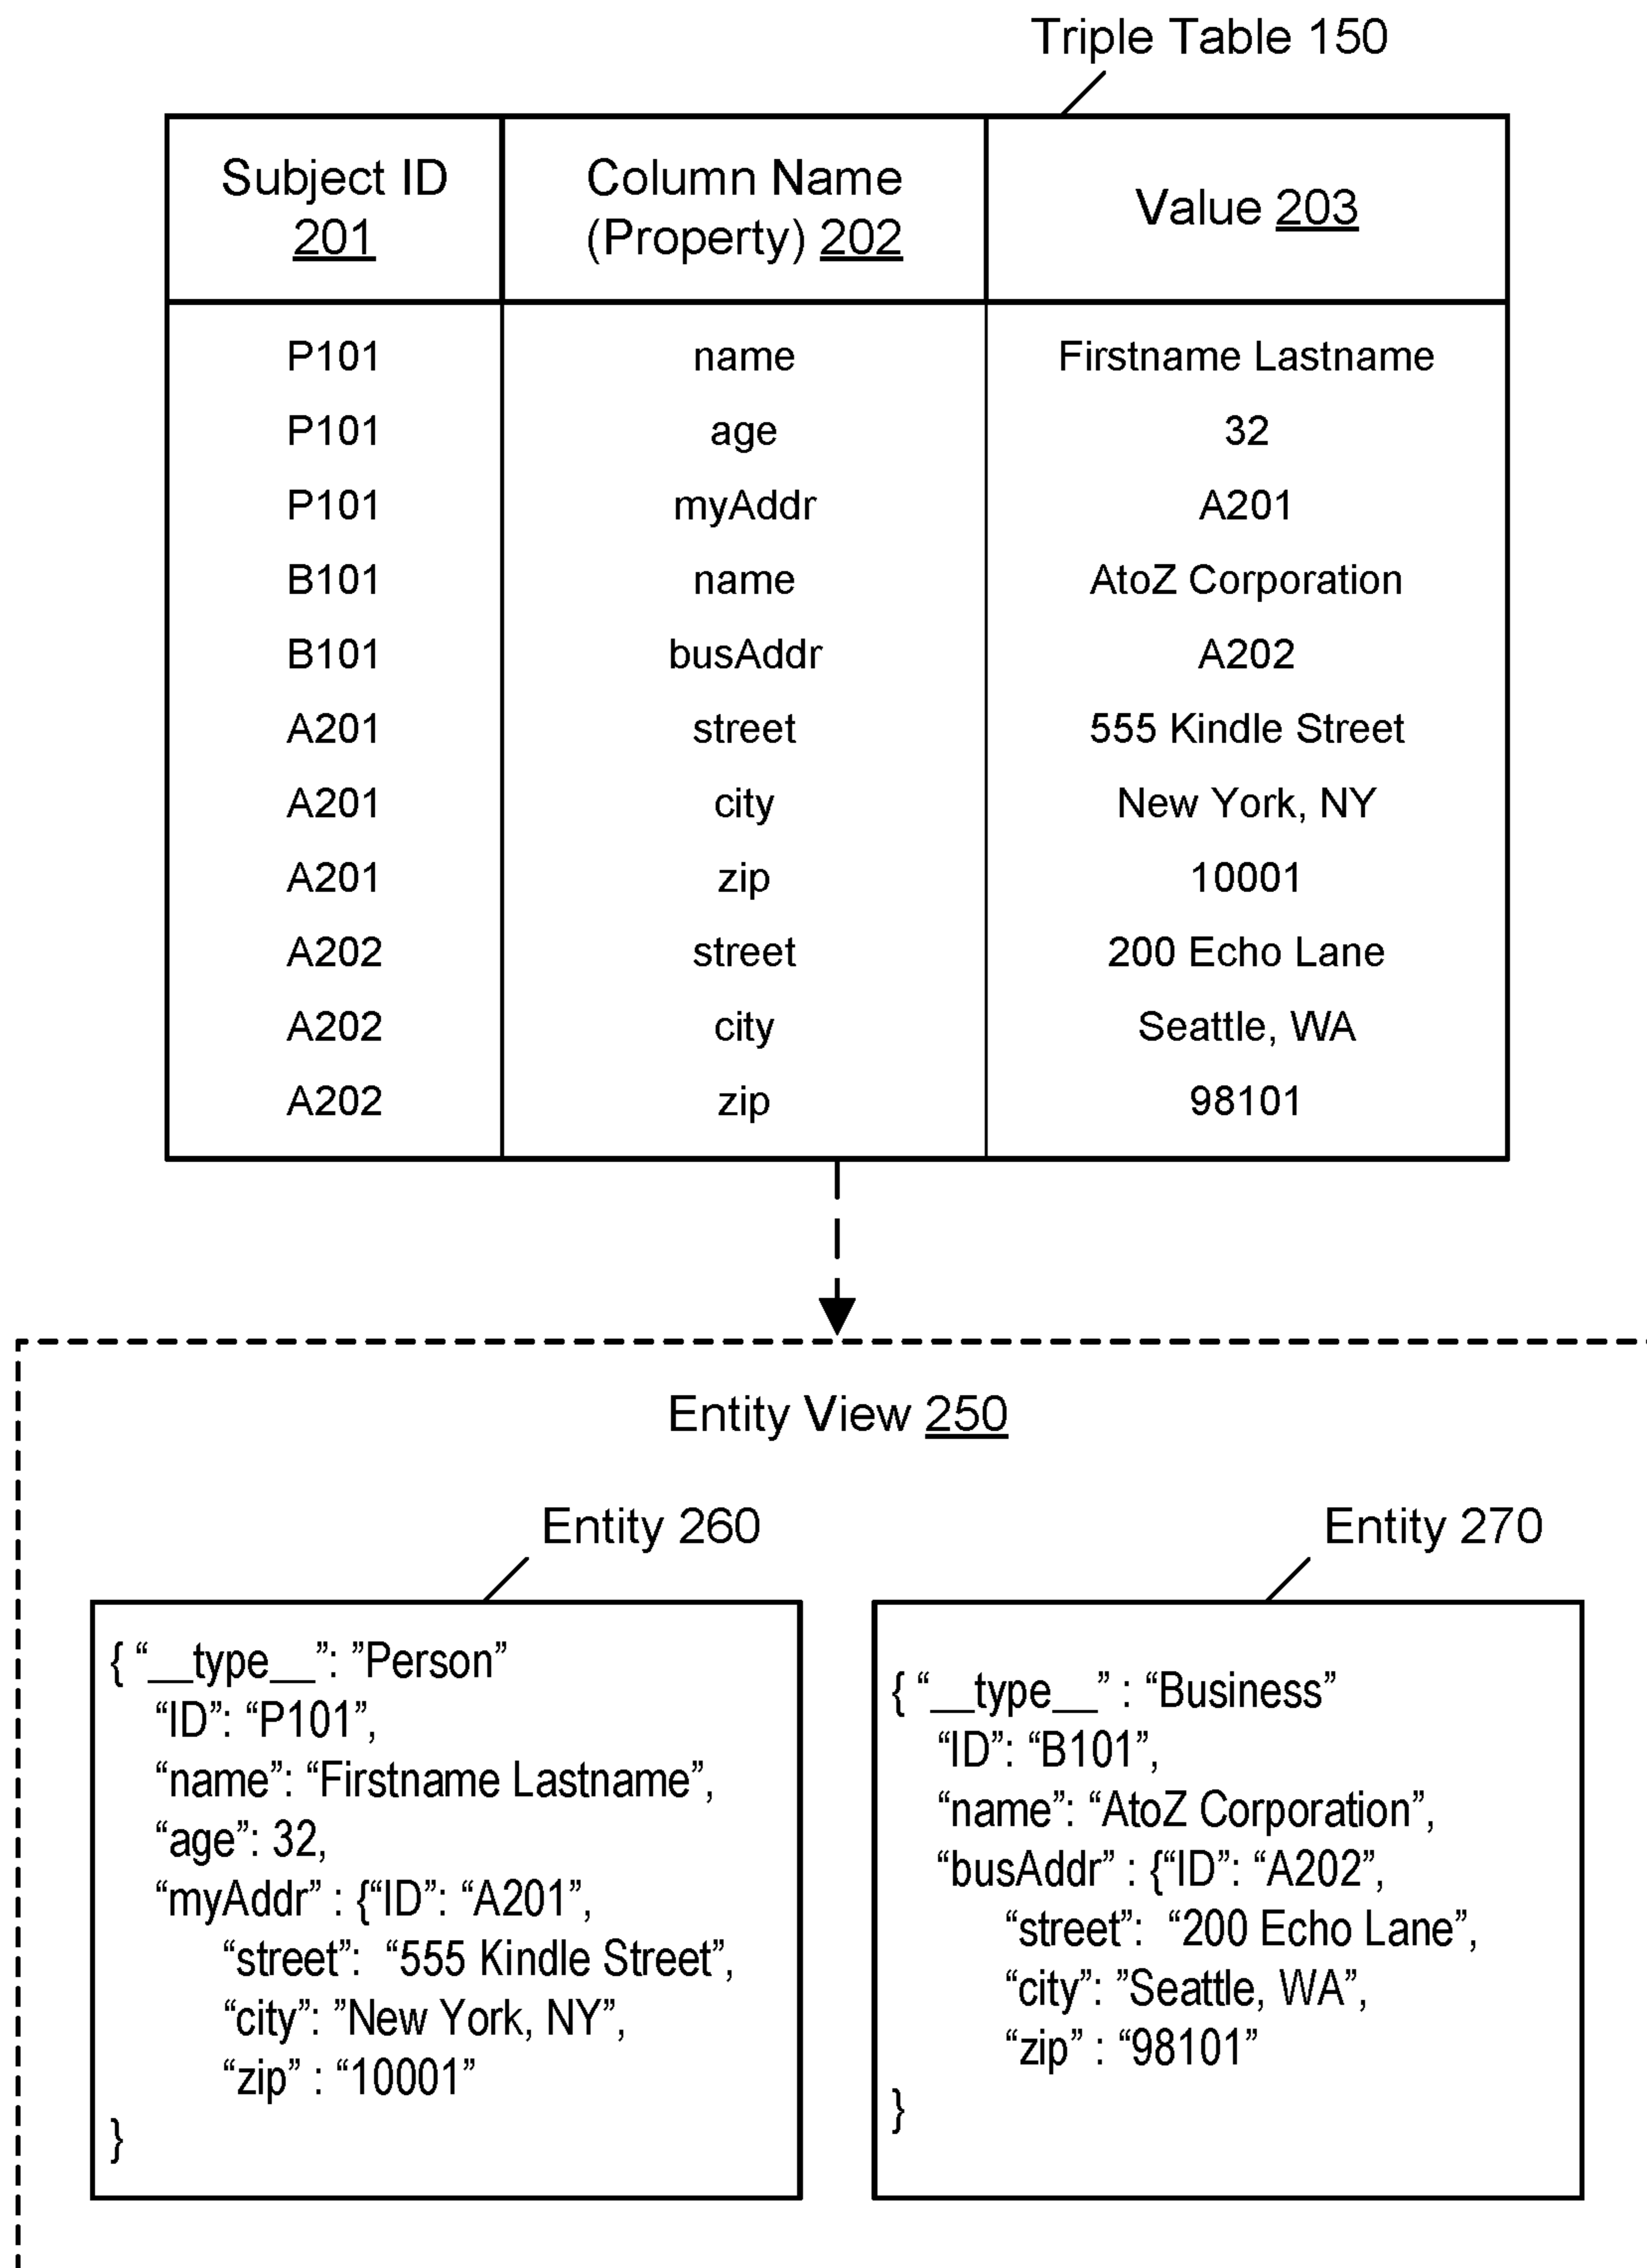 Triple Table 150
Subject ID 201
Column Name (Property) 202
Value 203
P101 name Firstname Lastname
P101 age 32
P101 myAddr A201
B101 name AtoZ Corporation
B101 busAddr A202
A201 street 555 Kindle Street
A201 city New York, NY
A201 zip 10001
A202 street 200 Echo Lane
A202 city Seattle, WA
A202 zip 98101
Entity View 250
Entity 260
{ “__type__”: ”Person”
“ID”: “P101”,
“name”: “Firstname Lastname”,
“age”: 32,
“myAddr” : {“ID”: “A201”,
“street”: “555 Kindle Street”,
“city”: ”New York, NY”,
“zip” : “10001”
}
Entity 270
{ “__type__” : “Business”
“ID”: “B101”,
“name”: “AtoZ Corporation”,
“busAddr” : {“ID”: “A202”,
“street”: “200 Echo Lane”,
“city”: ”Seattle, WA”,
“zip” : “98101”
}